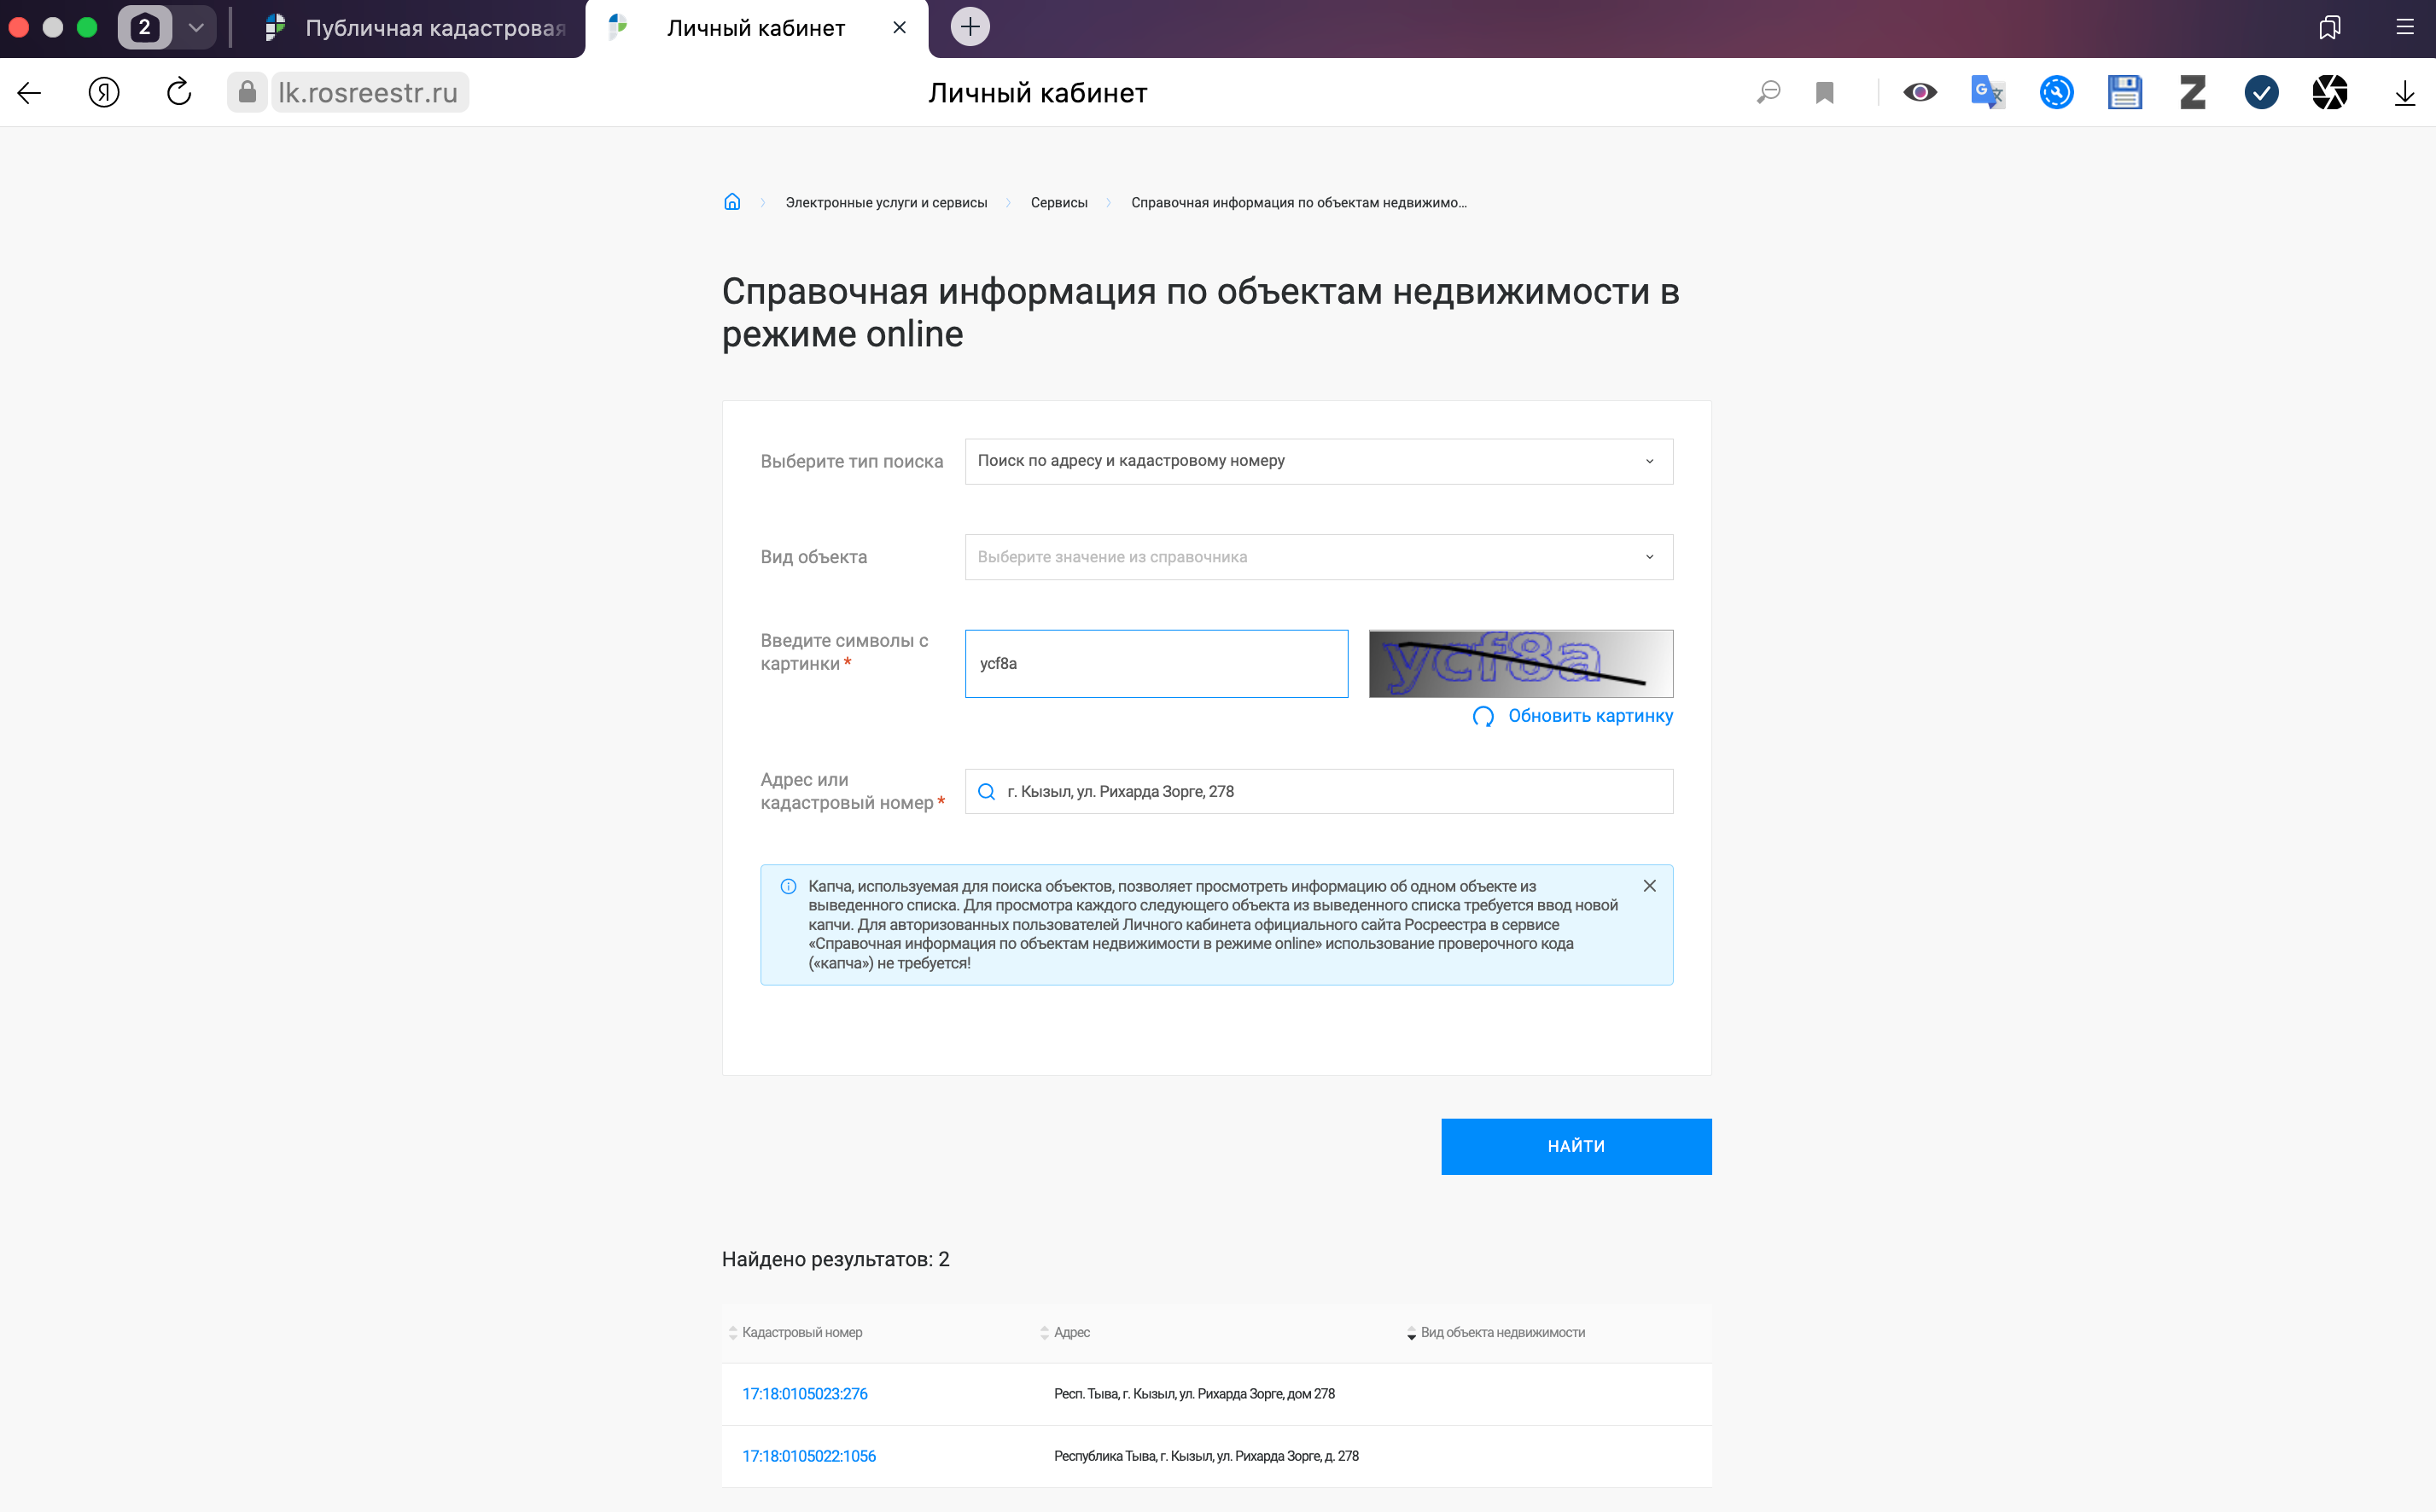 2
Публичная кадастровая
Личный кабинет
Я
lk.rosreestr.ru
Личный кабинет
Электронные услуги и сервисы
Сервисы
Справочная информация по объектам недвижимо...
Справочная информация по объектам недвижимости в
режиме online
Выберите тип поиска
Поиск по адресу и кадастровому номеру
Вид объекта
Выберите значение из справочника
Введите символы с
картинки *
ycf8a
ycf8a
Обновить картинку
Адрес или
кадастровый номер *
г. Кызыл, ул. Рихарда Зорге, 278
Капча, используемая для поиска объектов, позволяет просмотреть информацию об одном объекте из
выведенного списка. Для просмотра каждого следующего объекта из выведенного списка требуется ввод новой
капчи. Для авторизованных пользователей Личного кабинета официального сайта Росреестра в сервисе
«Справочная информация по объектам недвижимости в режиме online» использование проверочного кода
(«капча») не требуется!
НАЙТИ
Найдено результатов: 2
Кадастровый номер
Адрес
Вид объекта недвижимости
17:18:0105023:276
Респ. Тыва, г. Кызыл, ул. Рихарда Зорге, дом 278
17:18:0105022:1056
Республика Тыва, г. Кызыл, ул. Рихарда Зорге, д. 278